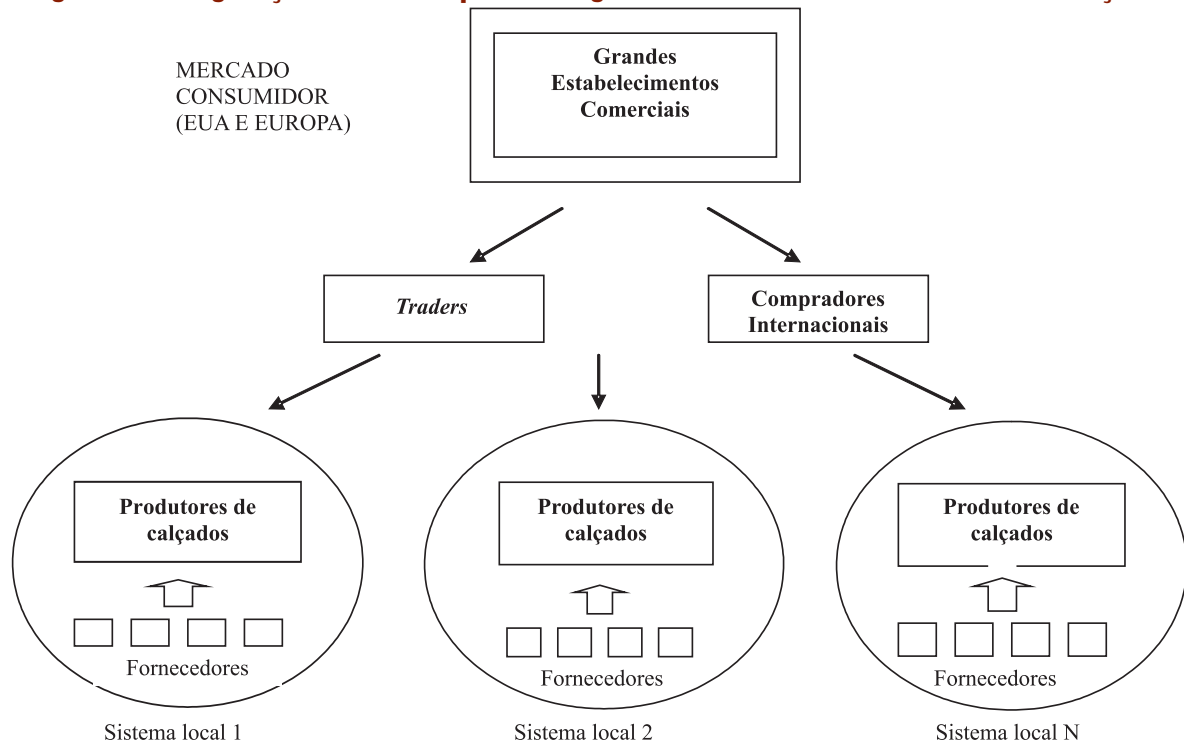 MERCADO
CONSUMIDOR
(EUA E EUROPA)
Grandes
Estabelecimentos
Comerciais
Traders
Compradores
Internacionais
Produtores de
calçados
Fornecedores
Sistema local 1
Produtores de
calçados
Fornecedores
Sistema local 2
Produtores de
calçados
Fornecedores
Sistema local N